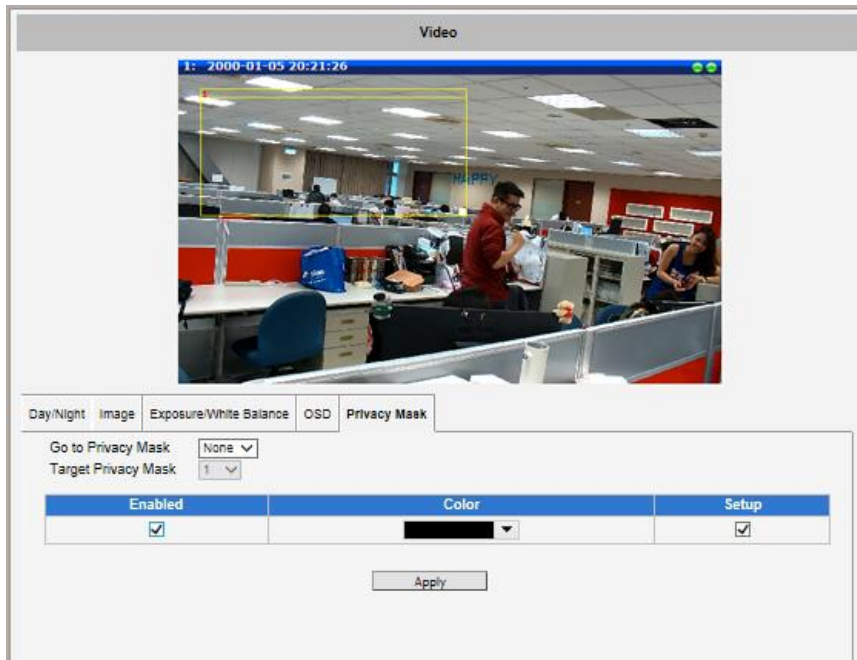 Video
1: 2000-01-05 20:21:26
1
HAPPY
Day/Night Image Exposure/White Balance OSD Privacy Mask
Go to Privacy Mask None
Target Privacy Mask 1
Enabled Color Setup
Apply